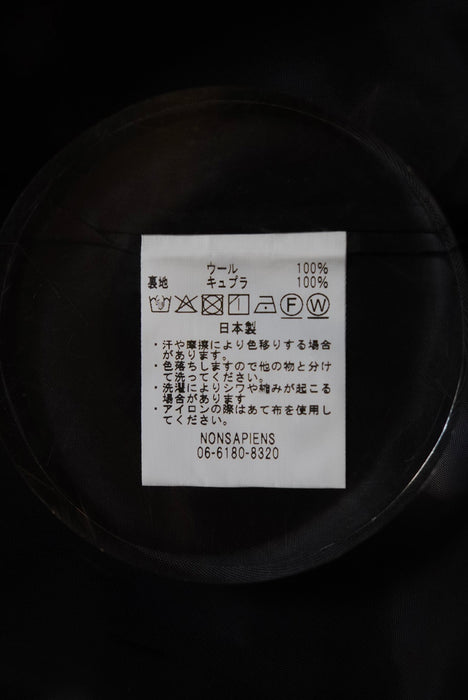 ウール 100%
裏地 キュプラ 100%
F W
日本製
・汗や摩擦により色移りする場合
があります。
・色落ちしますので他の物と分け
て洗ってください。
・洗濯によりシワや縮みが起こる
場合があります
・アイロンの際はあて布を使用し
てください。
NONSAPIENS
06-6180-8320